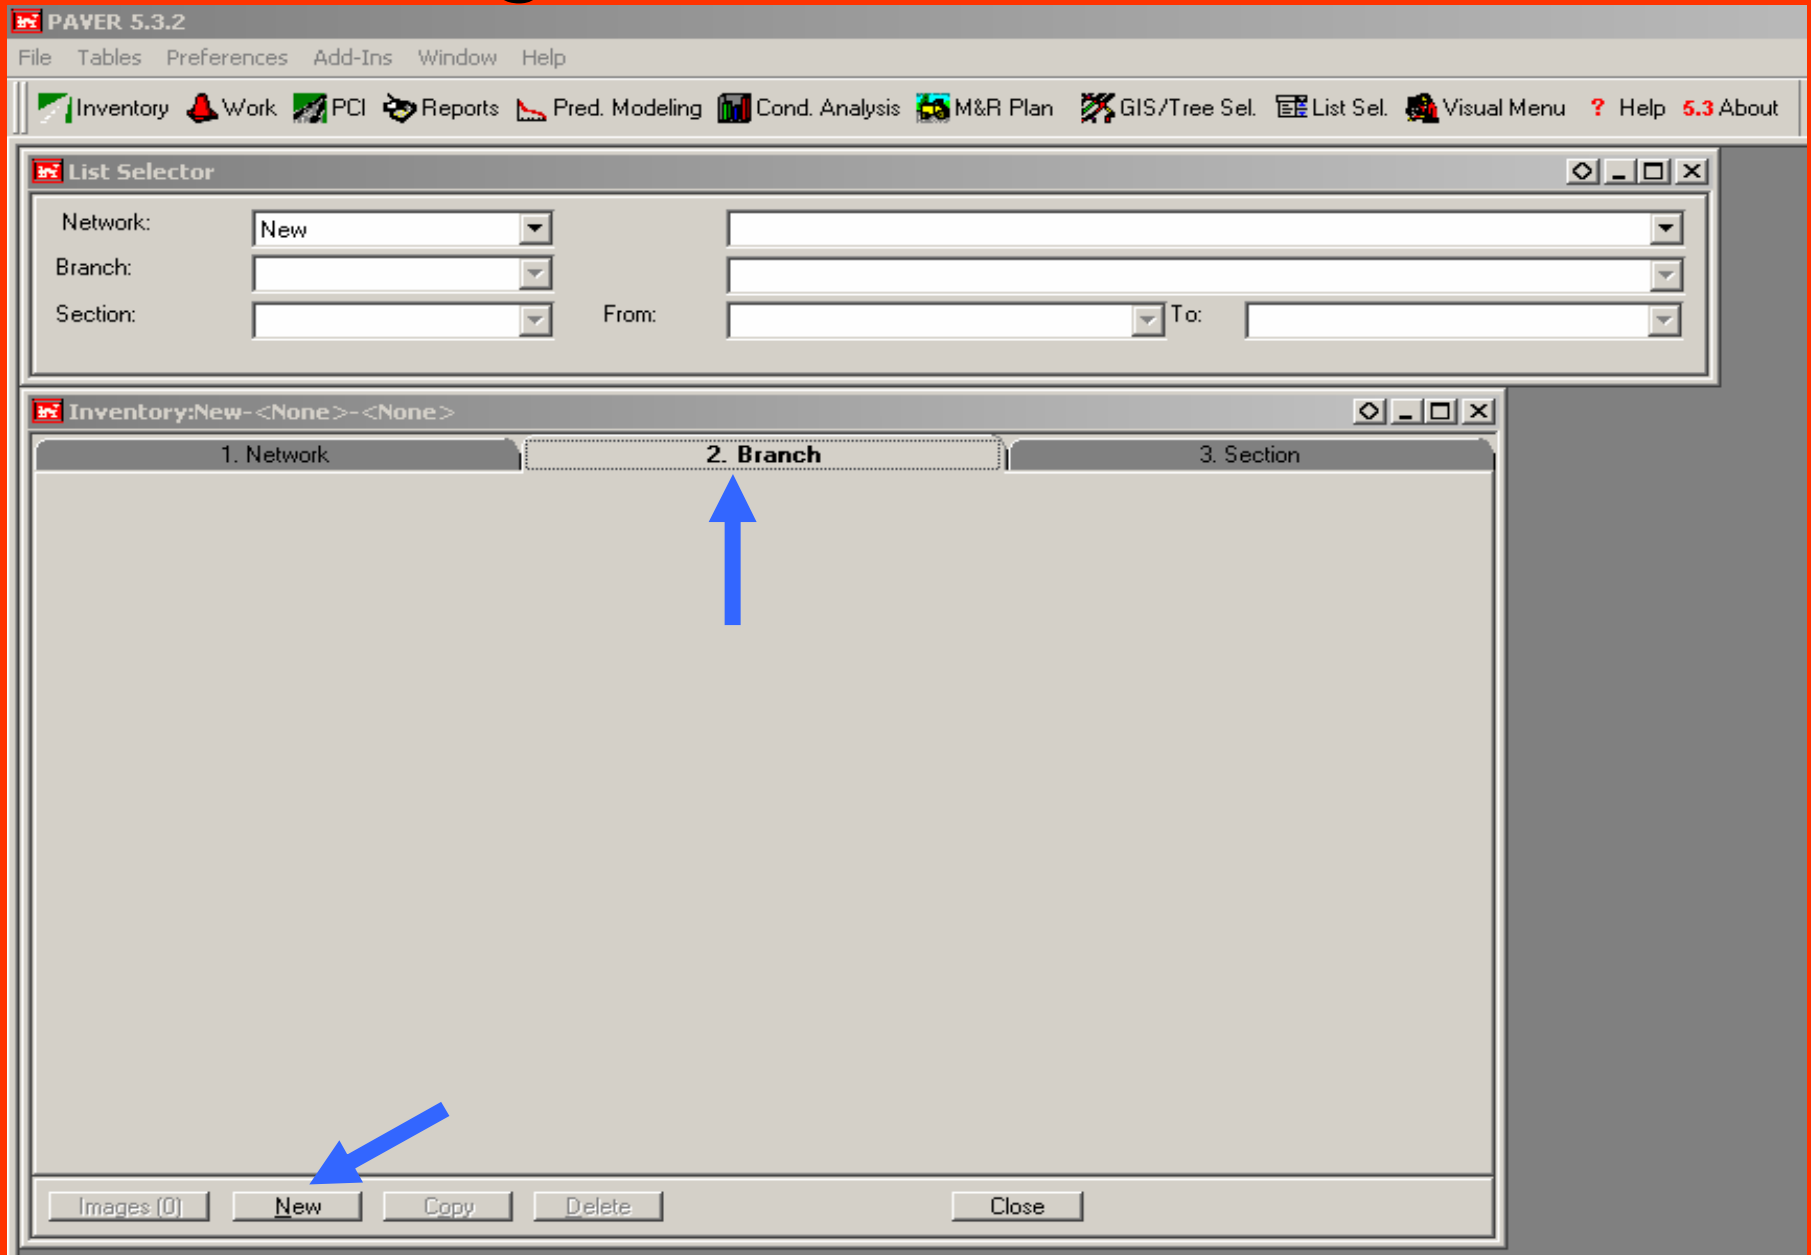 PAVER 5.3.2
File Tables Preferences Add-Ins Window Help
Inventory Work PCI Reports Pred. Modeling Cond. Analysis M&R Plan GIS/Tree Sel. List Sel. Visual Menu ? Help 5.3 About
List Selector
Network: New
Branch:
Section: From: To:
Inventory:New-<None>-<None>
1. Network 2. Branch 3. Section
Images (0) New Copy Delete Close